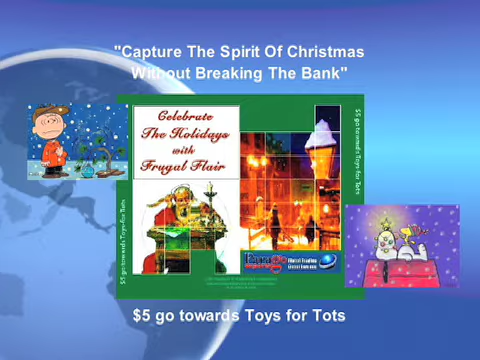 "Capture The Spirit Of Christmas
Without Breaking The Bank"
Celebrate
The Holidays
with
Frugal Flair
$5 go towards Toys for Tots
$5 go towards Toys for Tots
$5 go towards Toys for Tots